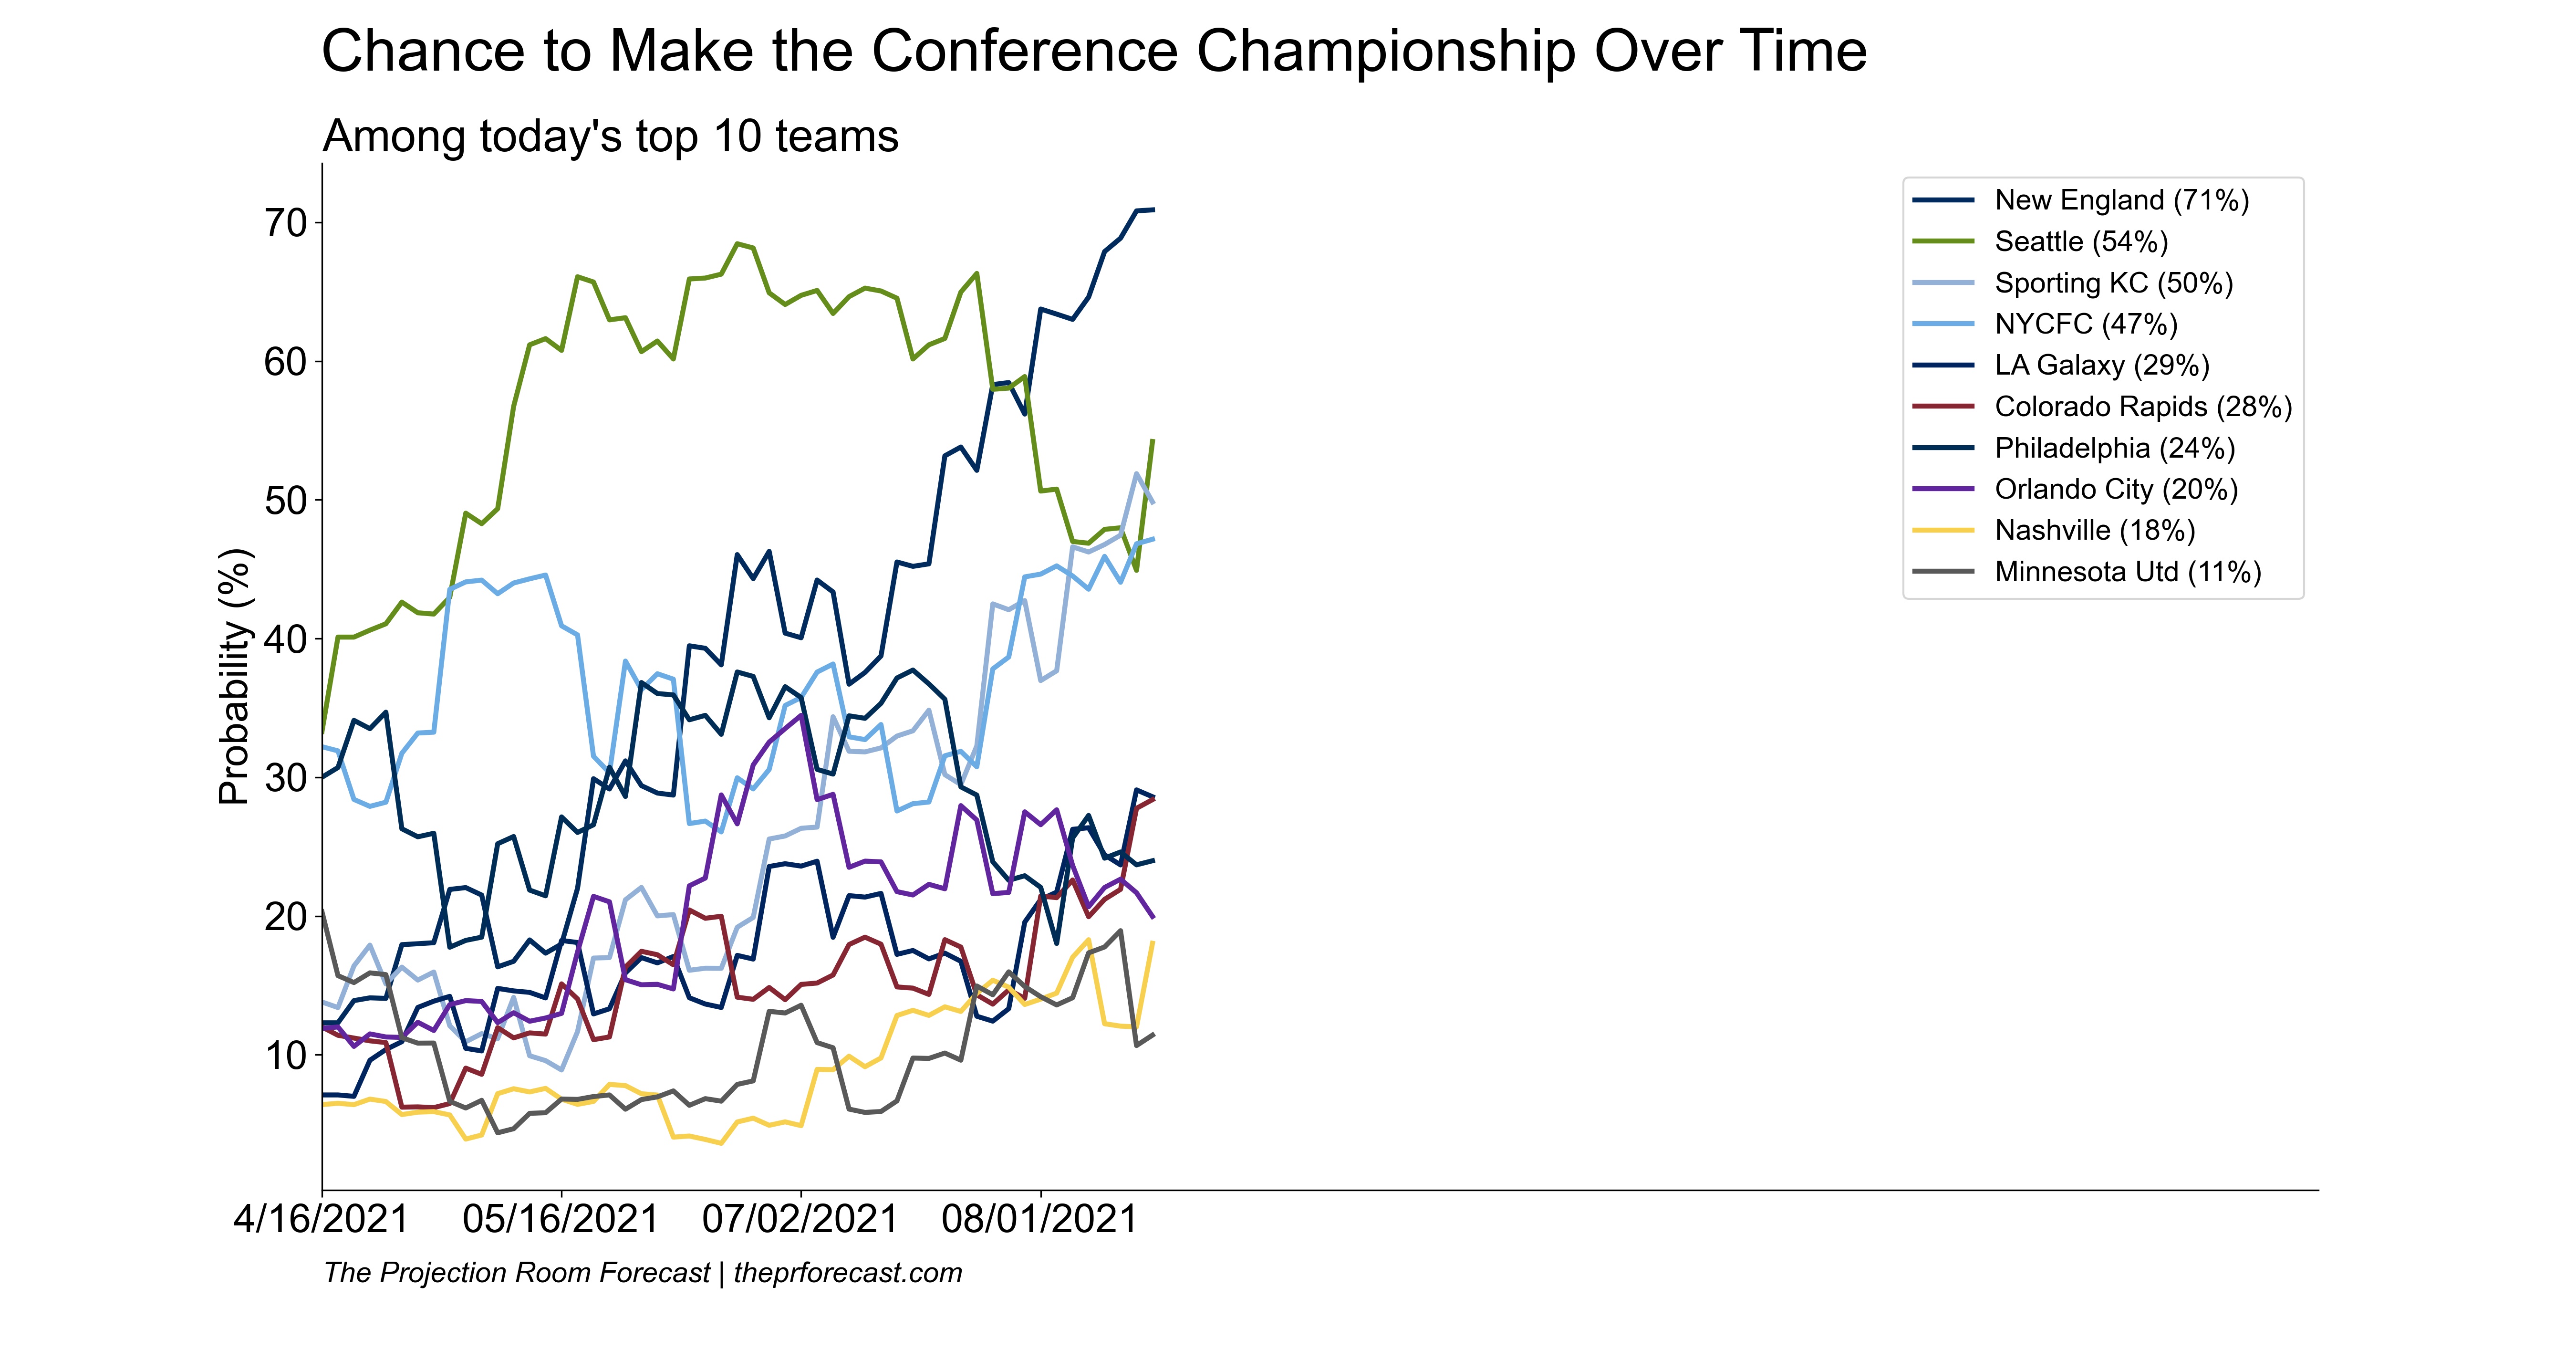 Chance to Make the Conference Championship Over Time
Among today's top 10 teams
Probability (%)
70
60
50
40
30
20
10
4/16/2021 05/16/2021 07/02/2021 08/01/2021
New England (71%)
Seattle (54%)
Sporting KC (50%)
NYCFC (47%)
LA Galaxy (29%)
Colorado Rapids (28%)
Philadelphia (24%)
Orlando City (20%)
Nashville (18%)
Minnesota Utd (11%)
The Projection Room Forecast | theprforecast.com